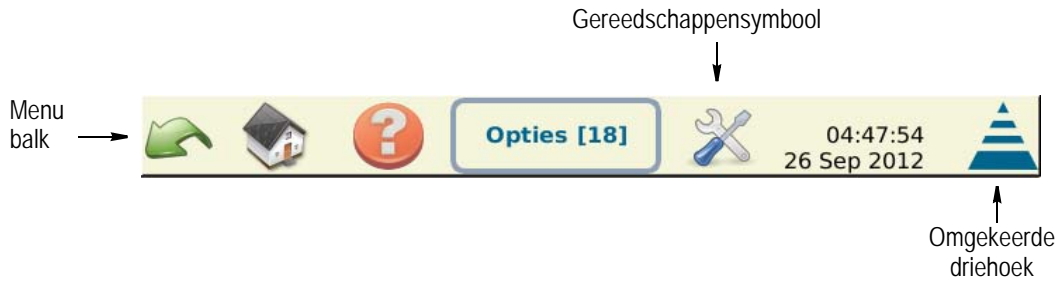 Gereedschappensymbool
Menu
balk
?
Opties [18]
04:47:54
26 Sep 2012
Omgekeerde
driehoek